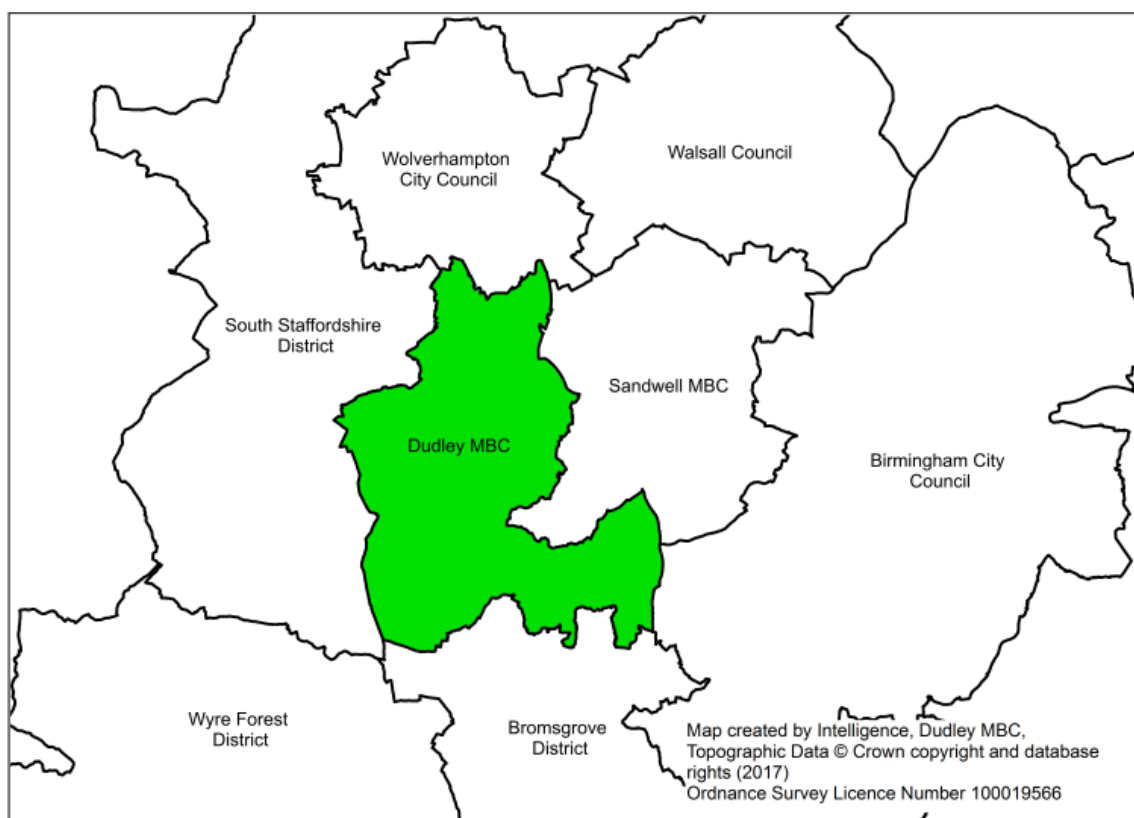 Wolverhampton
City Council
Walsall Council
South Staffordshire
District
Sandwell MBC
Dudley MBC
Birmingham City
Council
Wyre Forest
District
Bromsgrove
District
Map created by Intelligence, Dudley MBC,
Topographic Data © Crown copyright and database
rights (2017)
Ordnance Survey Licence Number 100019566